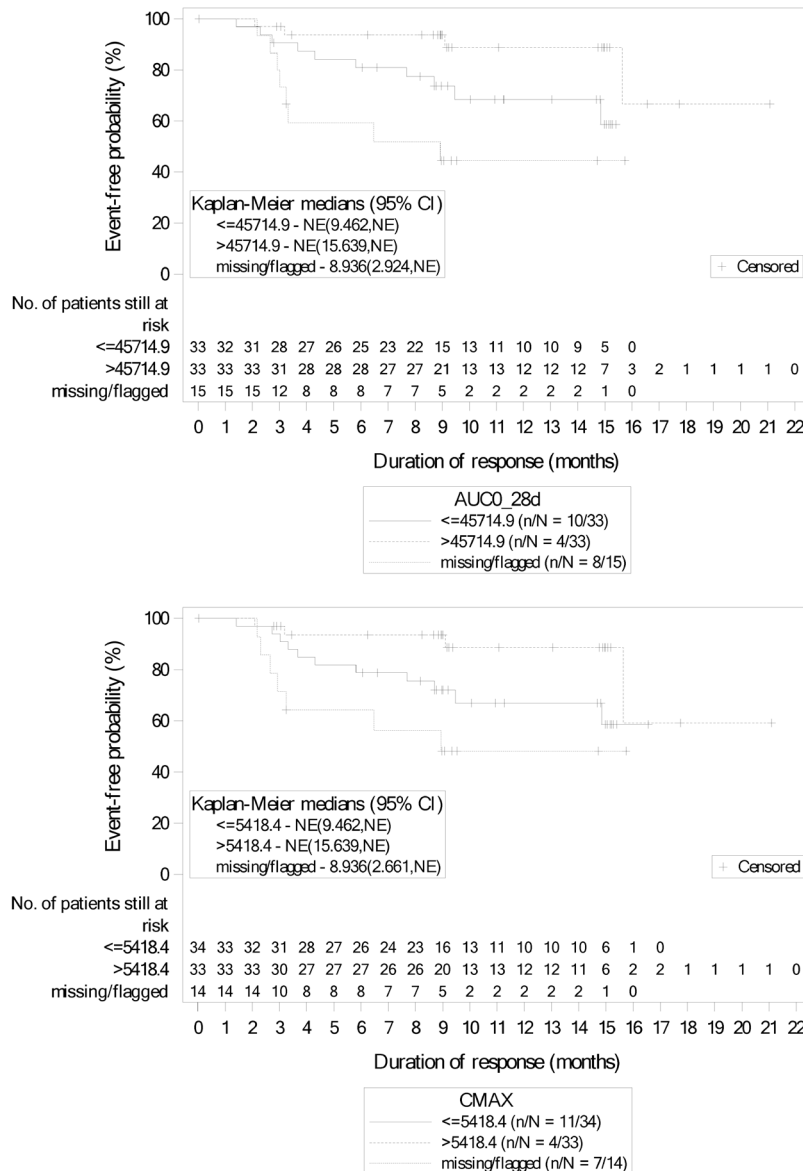 100
80
60
40
20
0
Event-free probability (%)
Kaplan-Meier medians (95% CI)
<=45714.9 - NE(9.462,NE)
>45714.9 - NE(15.639,NE)
missing/flagged - 8.936(2.924,NE)
+ Censored
No. of patients still at
risk
<=45714.9 33 32 31 28 27 26 25 23 22 15 13 11 10 10 9 5 0
>45714.9 33 33 33 31 28 28 28 27 27 21 13 13 12 12 12 7 3 2 1 1 1 1 0
missing/flagged 15 15 15 12 8 8 8 7 7 5 2 2 2 2 2 1 0
0 1 2 3 4 5 6 7 8 9 10 11 12 13 14 15 16 17 18 19 20 21 22
Duration of response (months)
AUC0_28d
<=45714.9 (n/N = 10/33)
>45714.9 (n/N = 4/33)
missing/flagged (n/N = 8/15)
100
80
60
40
20
0
Event-free probability (%)
Kaplan-Meier medians (95% CI)
<=5418.4 - NE(9.462,NE)
>5418.4 - NE(15.639,NE)
missing/flagged - 8.936(2.661,NE)
+ Censored
No. of patients still at
risk
<=5418.4 34 33 32 31 28 27 26 24 23 16 13 11 10 10 10 6 1 0
>5418.4 33 33 33 30 27 27 27 26 26 20 13 13 12 12 11 6 2 2 1 1 1 1 0
missing/flagged 14 14 14 10 8 8 8 7 7 5 2 2 2 2 2 1 0
0 1 2 3 4 5 6 7 8 9 10 11 12 13 14 15 16 17 18 19 20 21 22
Duration of response (months)
CMAX
<=5418.4 (n/N = 11/34)
>5418.4 (n/N = 4/33)
missing/flagged (n/N = 7/14)